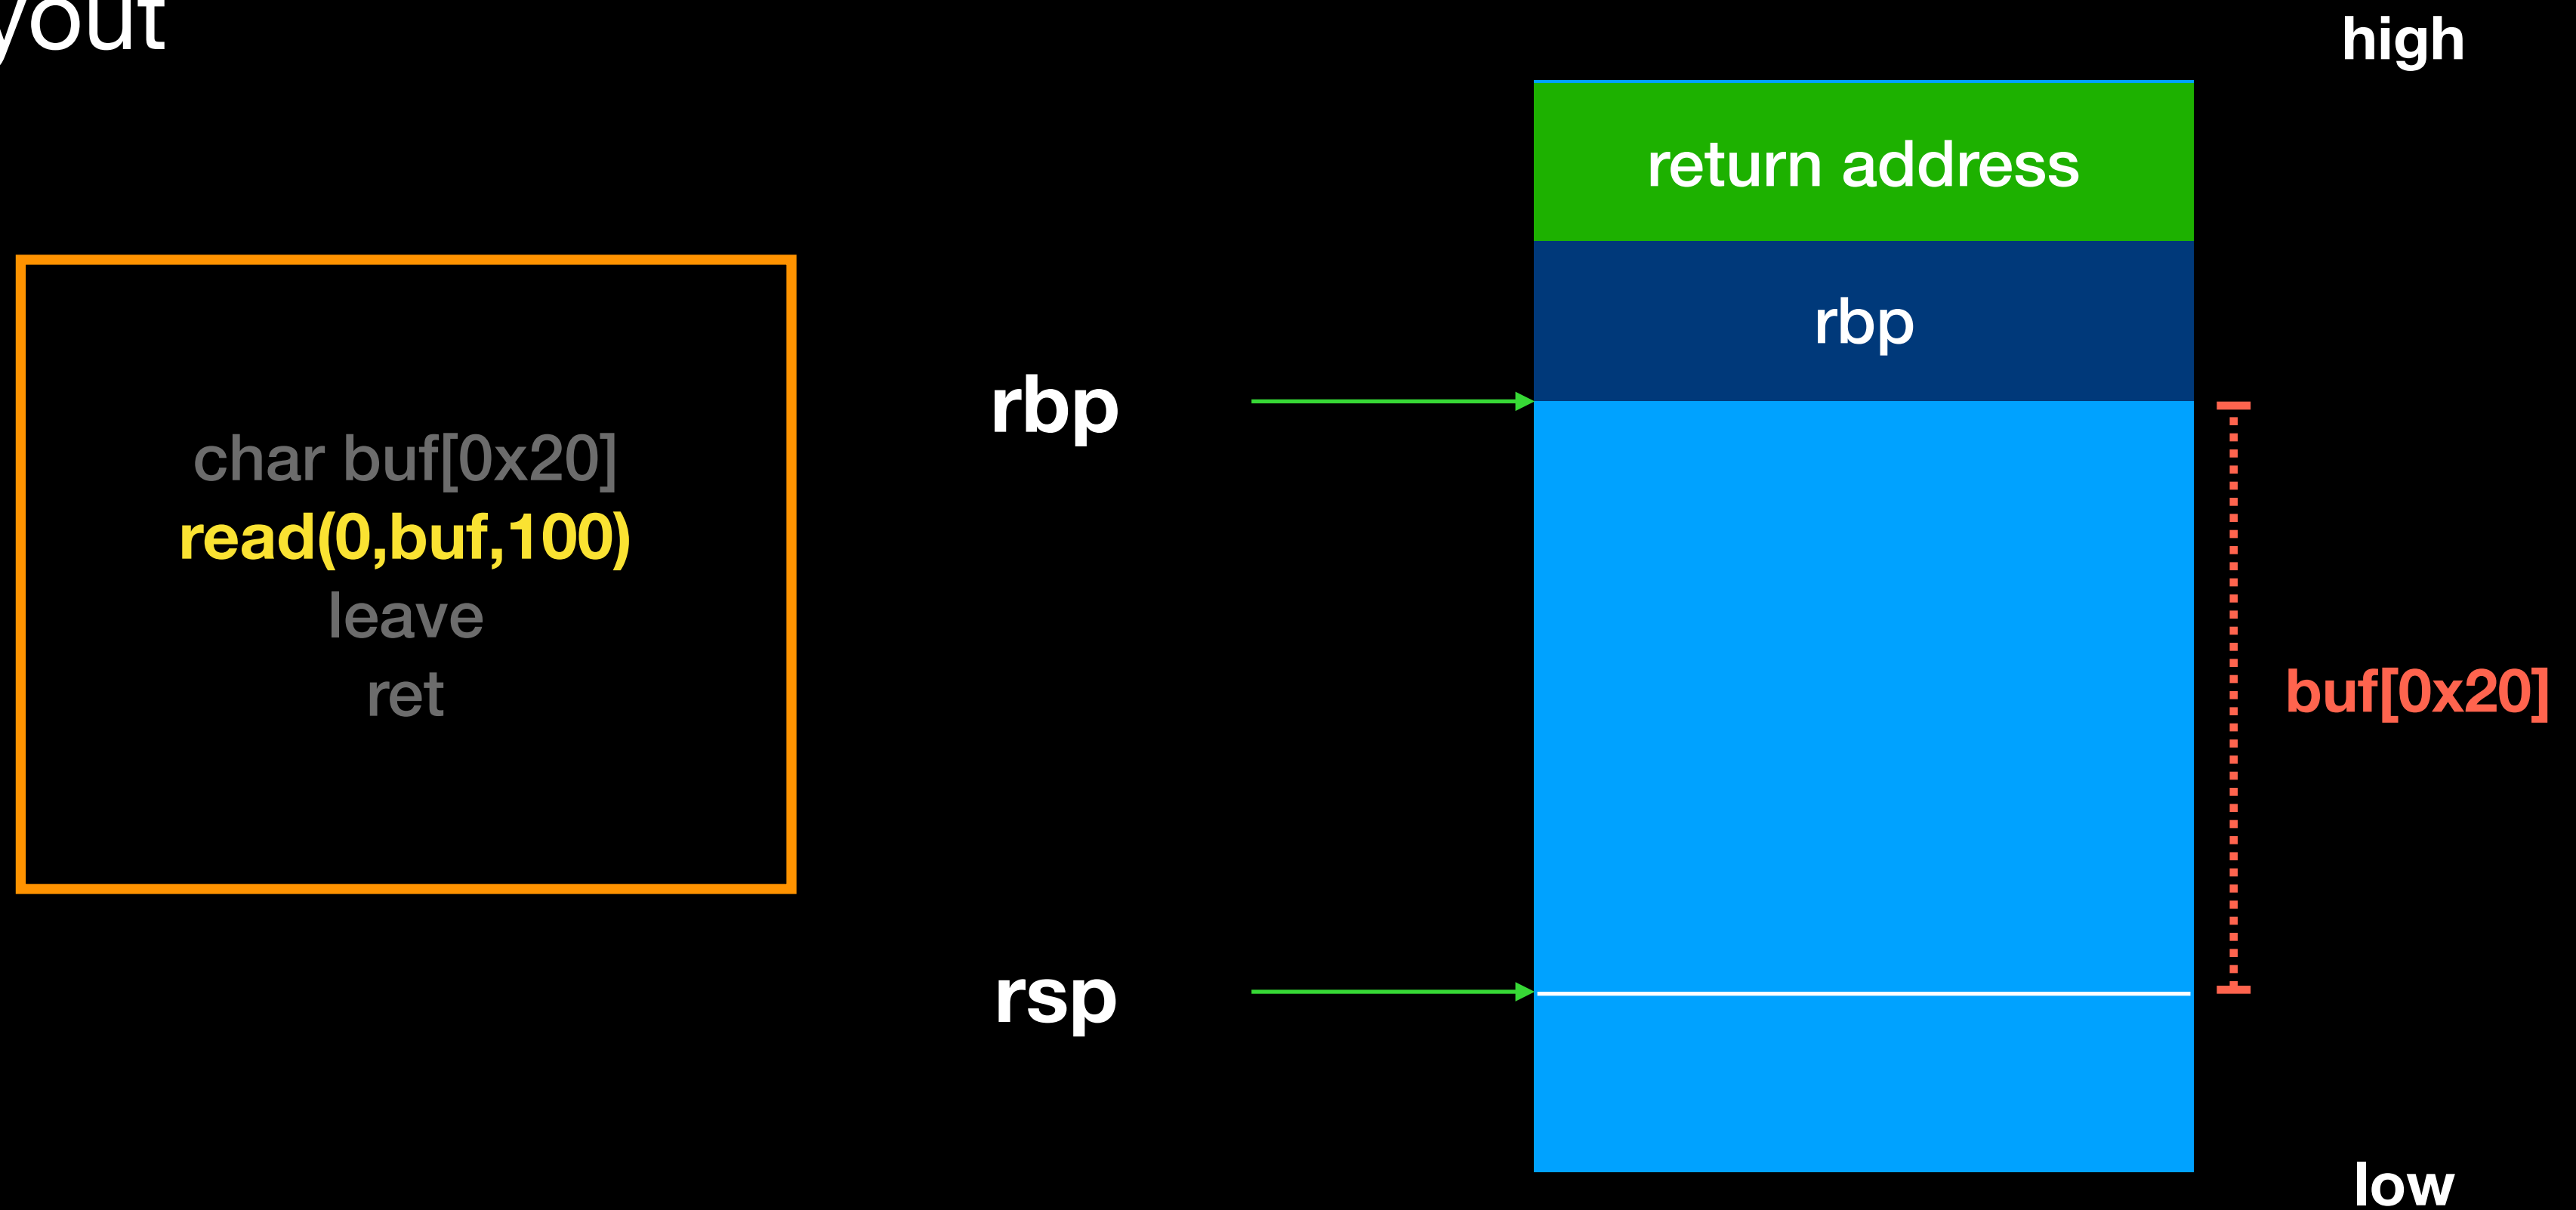 high
return address
rbp
rbp
char buf[0x20]
read(0,buf,100)
leave
ret
buf[0x20]
rsp
low